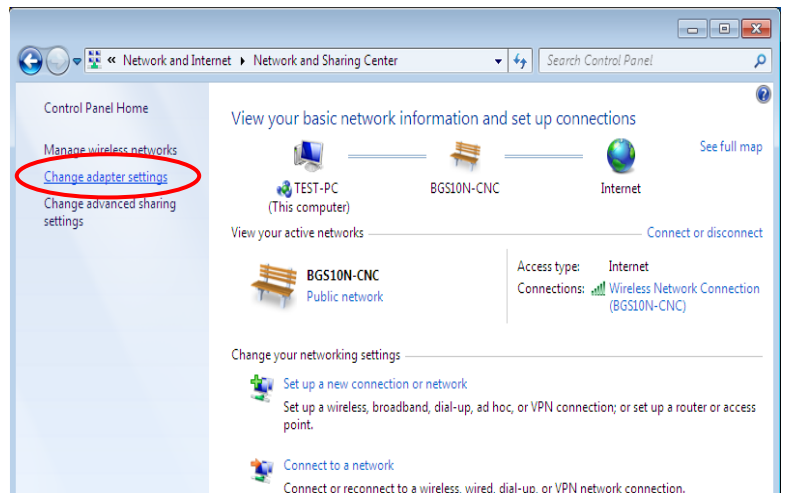 « Network and Internet ▸ Network and Sharing Center
Search Control Panel
Control Panel Home
Manage wireless networks
Change adapter settings
Change advanced sharing
settings
View your basic network information and set up connections
See full map
TEST-PC
(This computer)
BGS10N-CNC
Internet
View your active networks
Connect or disconnect
BGS10N-CNC
Public network
Access type: Internet
Connections: Wireless Network Connection
(BGS10N-CNC)
Change your networking settings
Set up a new connection or network
Set up a wireless, broadband, dial-up, ad hoc, or VPN connection; or set up a router or access
point.
Connect to a network
Connect or reconnect to a wireless, wired, dial-up, or VPN network connection.